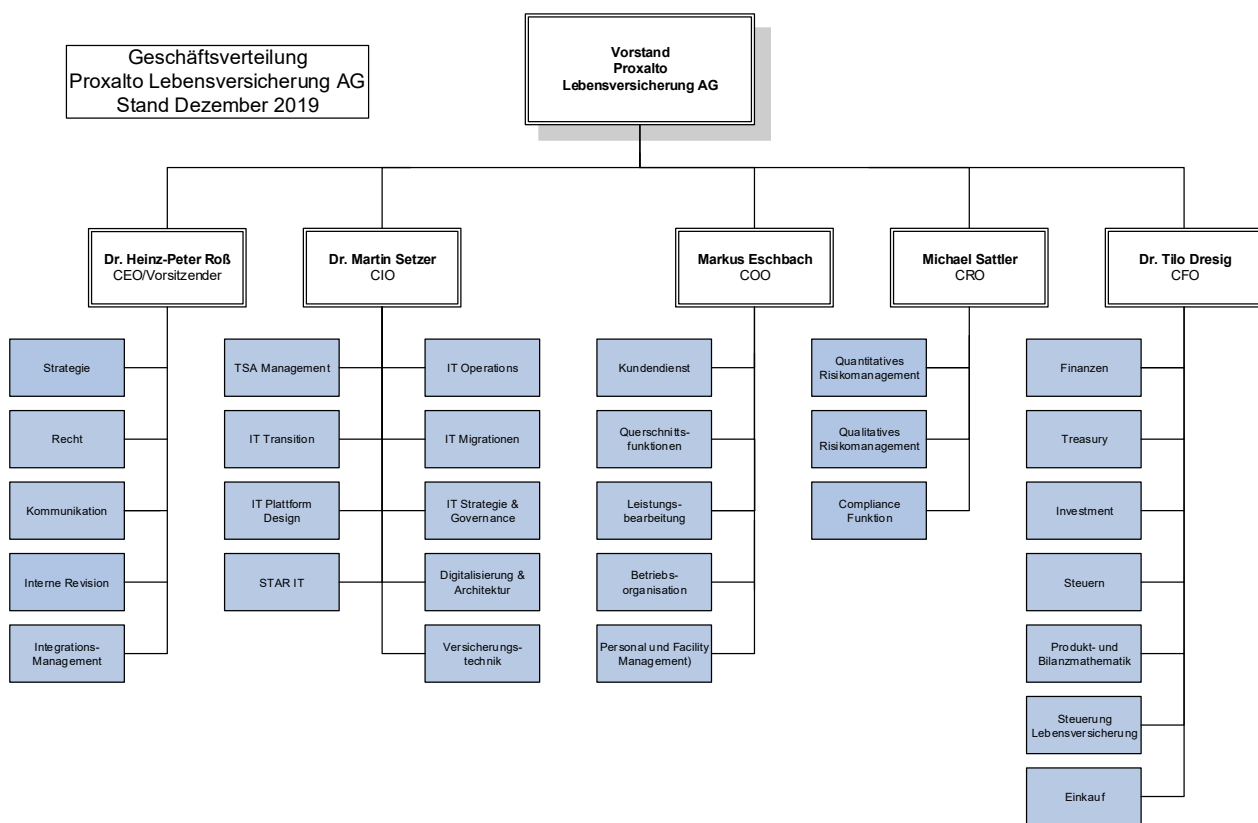 Geschäftsverteilung
Proxalto Lebensversicherung AG
Stand Dezember 2019
Vorstand
Proxalto
Lebensversicherung AG
Dr. Heinz-Peter Roß
CEO/Vorsitzender
Dr. Martin Setzer
CIO
Markus Eschbach
COO
Michael Sattler
CRO
Dr. Tilo Dresig
CFO
Strategie
Recht
Kommunikation
Interne Revision
Integrations-
Management
TSA Management
IT Transition
IT Plattform
Design
STAR IT
IT Operations
IT Migrationen
IT Strategie &
Governance
Digitalisierung &
Architektur
Versicherungs-
technik
Kundendienst
Querschnitts-
funktionen
Leistungs-
bearbeitung
Betriebs-
organisation
Personal und Facility
Management)
Quantitatives
Risikomanagement
Qualitatives
Risikomanagement
Compliance
Funktion
Finanzen
Treasury
Investment
Steuern
Produkt- und
Bilanzmathematik
Steuerung
Lebensversicherung
Einkauf